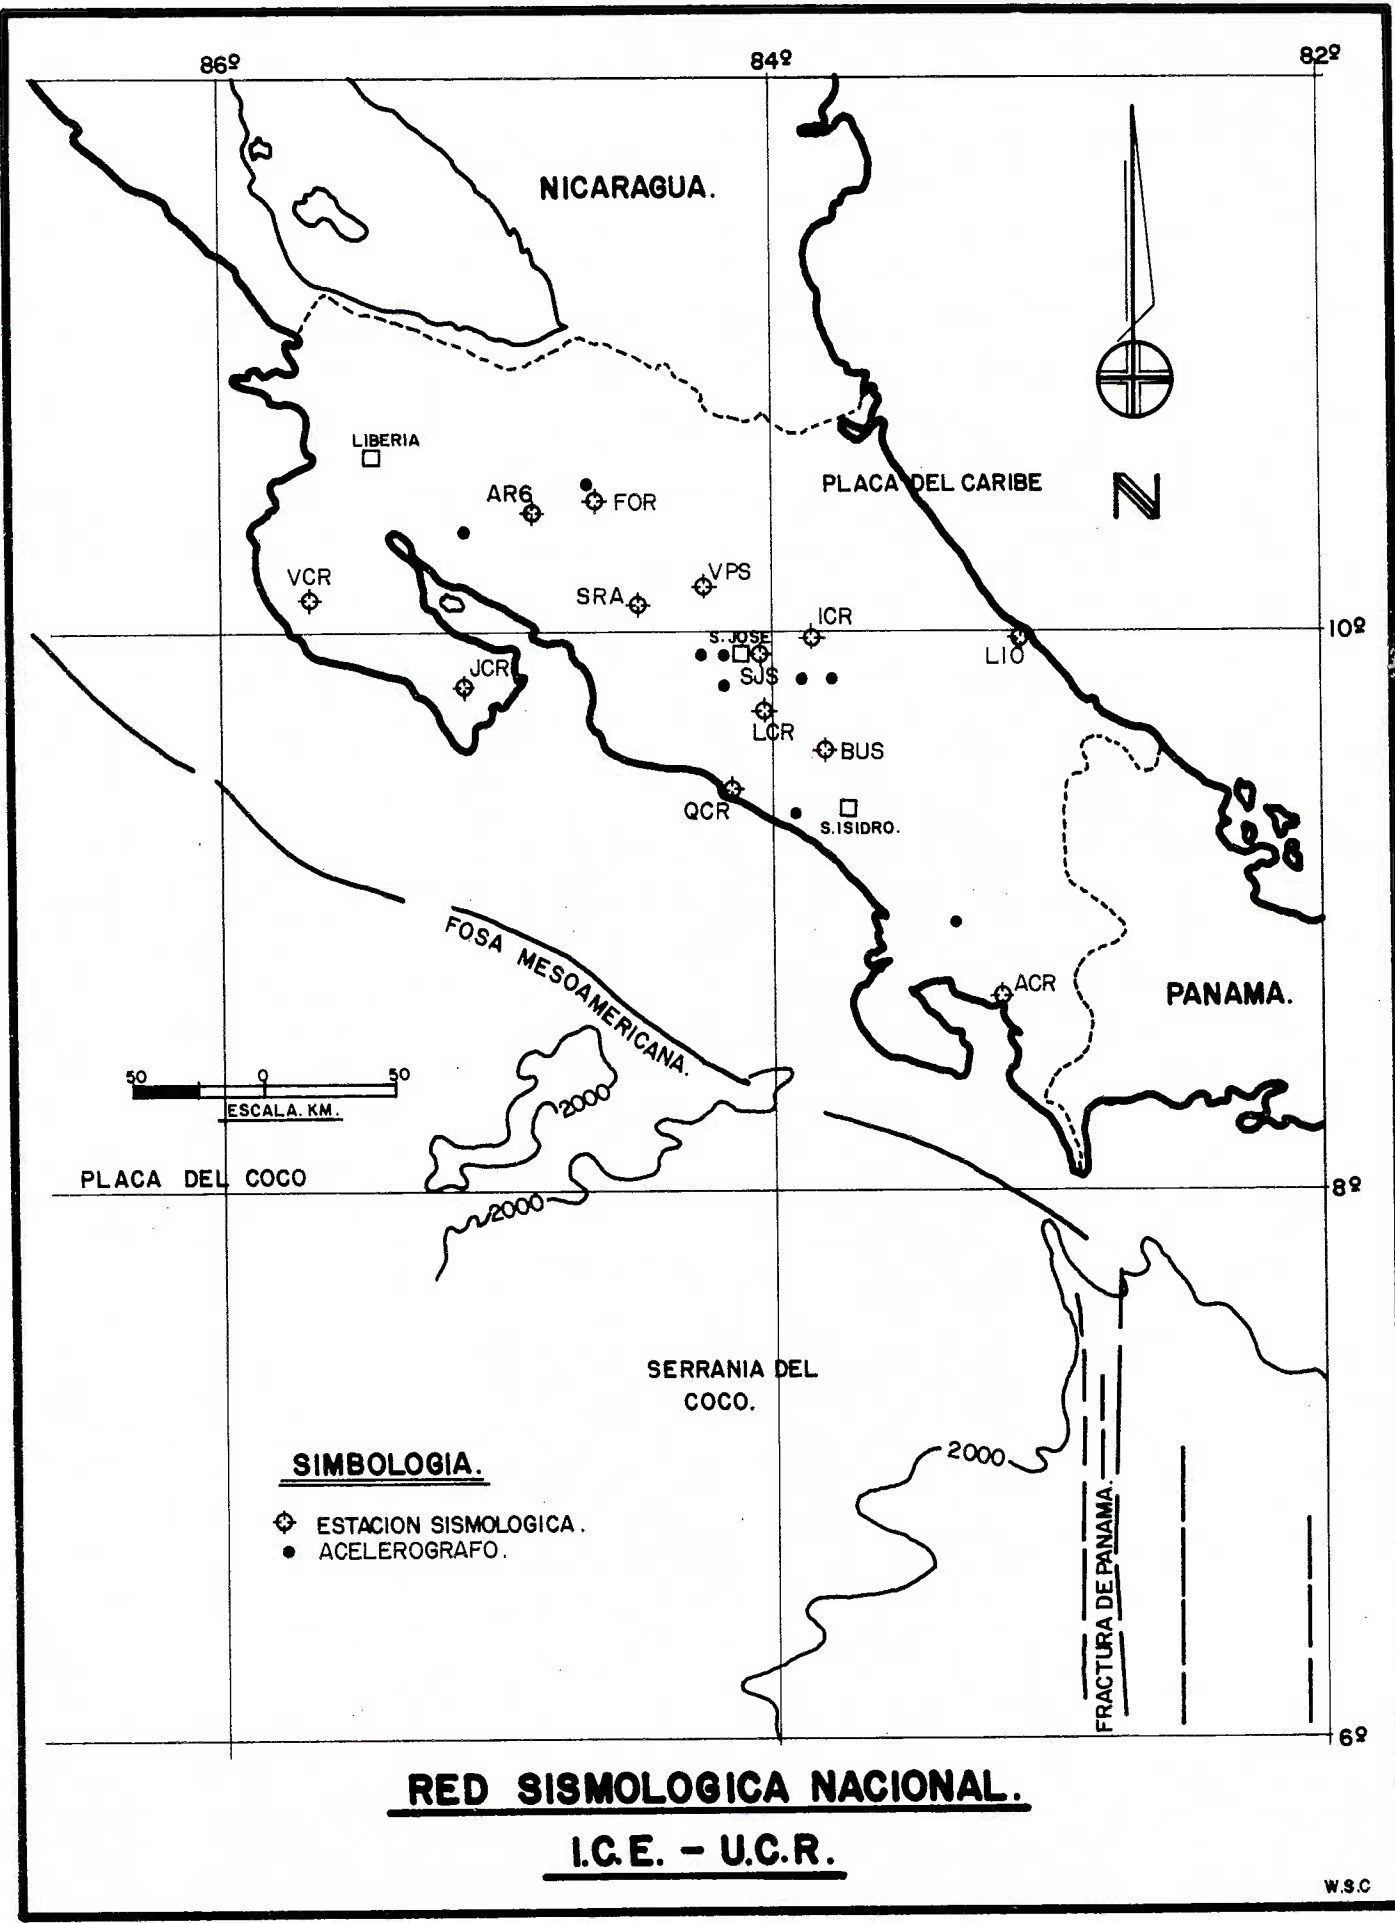 86º 84º 82º
NICARAGUA.
LIBERIA
PLACA DEL CARIBE
AR6
FOR
N
VCR
VPS
SRA
ICR
10º
S. JOSE
LIO
SJS
JCR
LCR
BUS
QCR
S.ISIDRO.
FOSA MESOAMERICANA.
ACR
PANAMA.
50 0 50
ESCALA. KM.
2000
PLACA DEL COCO
8º
2000
SERRANIA DEL
COCO.
2000
SIMBOLOGIA.
ESTACION SISMOLOGICA.
ACELEROGRAFO.
FRACTURA DE PANAMA.
6º
RED SISMOLOGICA NACIONAL.
I.C.E. - U.C.R.
W.S.C